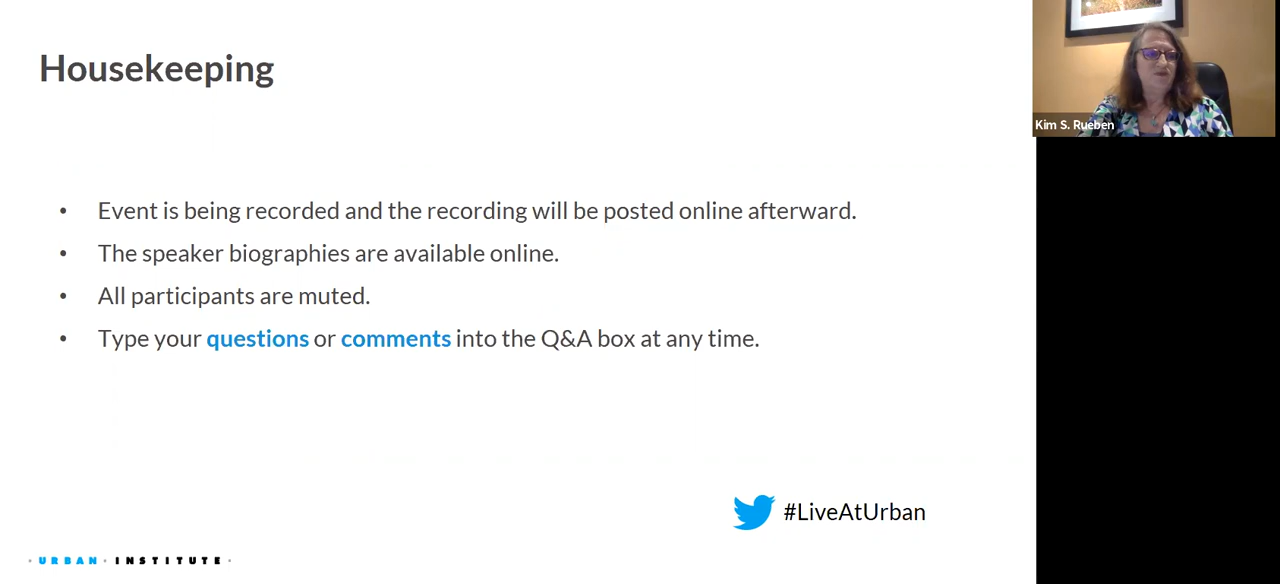 Housekeeping
Kim S. Rueben
• Event is being recorded and the recording will be posted online afterward.
• The speaker biographies are available online.
• All participants are muted.
• Type your questions or comments into the Q&A box at any time.
#LiveAtUrban
· URBAN · INSTITUTE ·